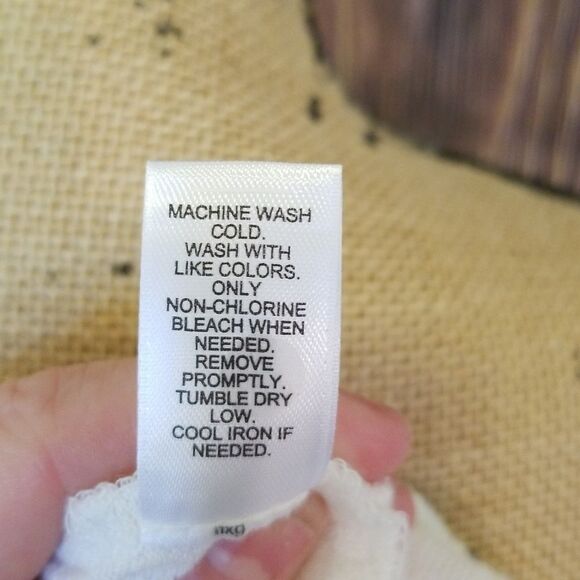 MACHINE WASH
COLD.
WASH WITH
LIKE COLORS.
ONLY
NON-CHLORINE
BLEACH WHEN
NEEDED.
REMOVE
PROMPTLY.
TUMBLE DRY
LOW.
COOL IRON IF
NEEDED.